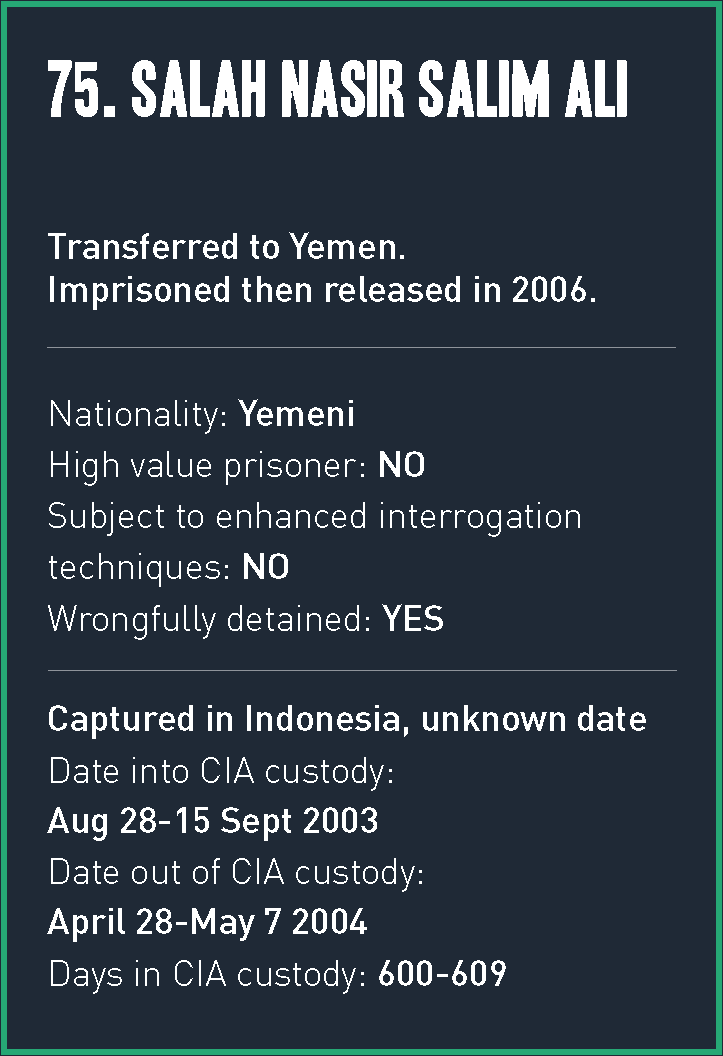 75. SALAH NASIR SALIM ALI
Transferred to Yemen.
Imprisoned then released in 2006.
Nationality: Yemeni
High value prisoner: NO
Subject to enhanced interrogation
techniques: NO
Wrongfully detained: YES
Captured in Indonesia, unknown date
Date into CIA custody:
Aug 28-15 Sept 2003
Date out of CIA custody:
April 28-May 7 2004
Days in CIA custody: 600-609